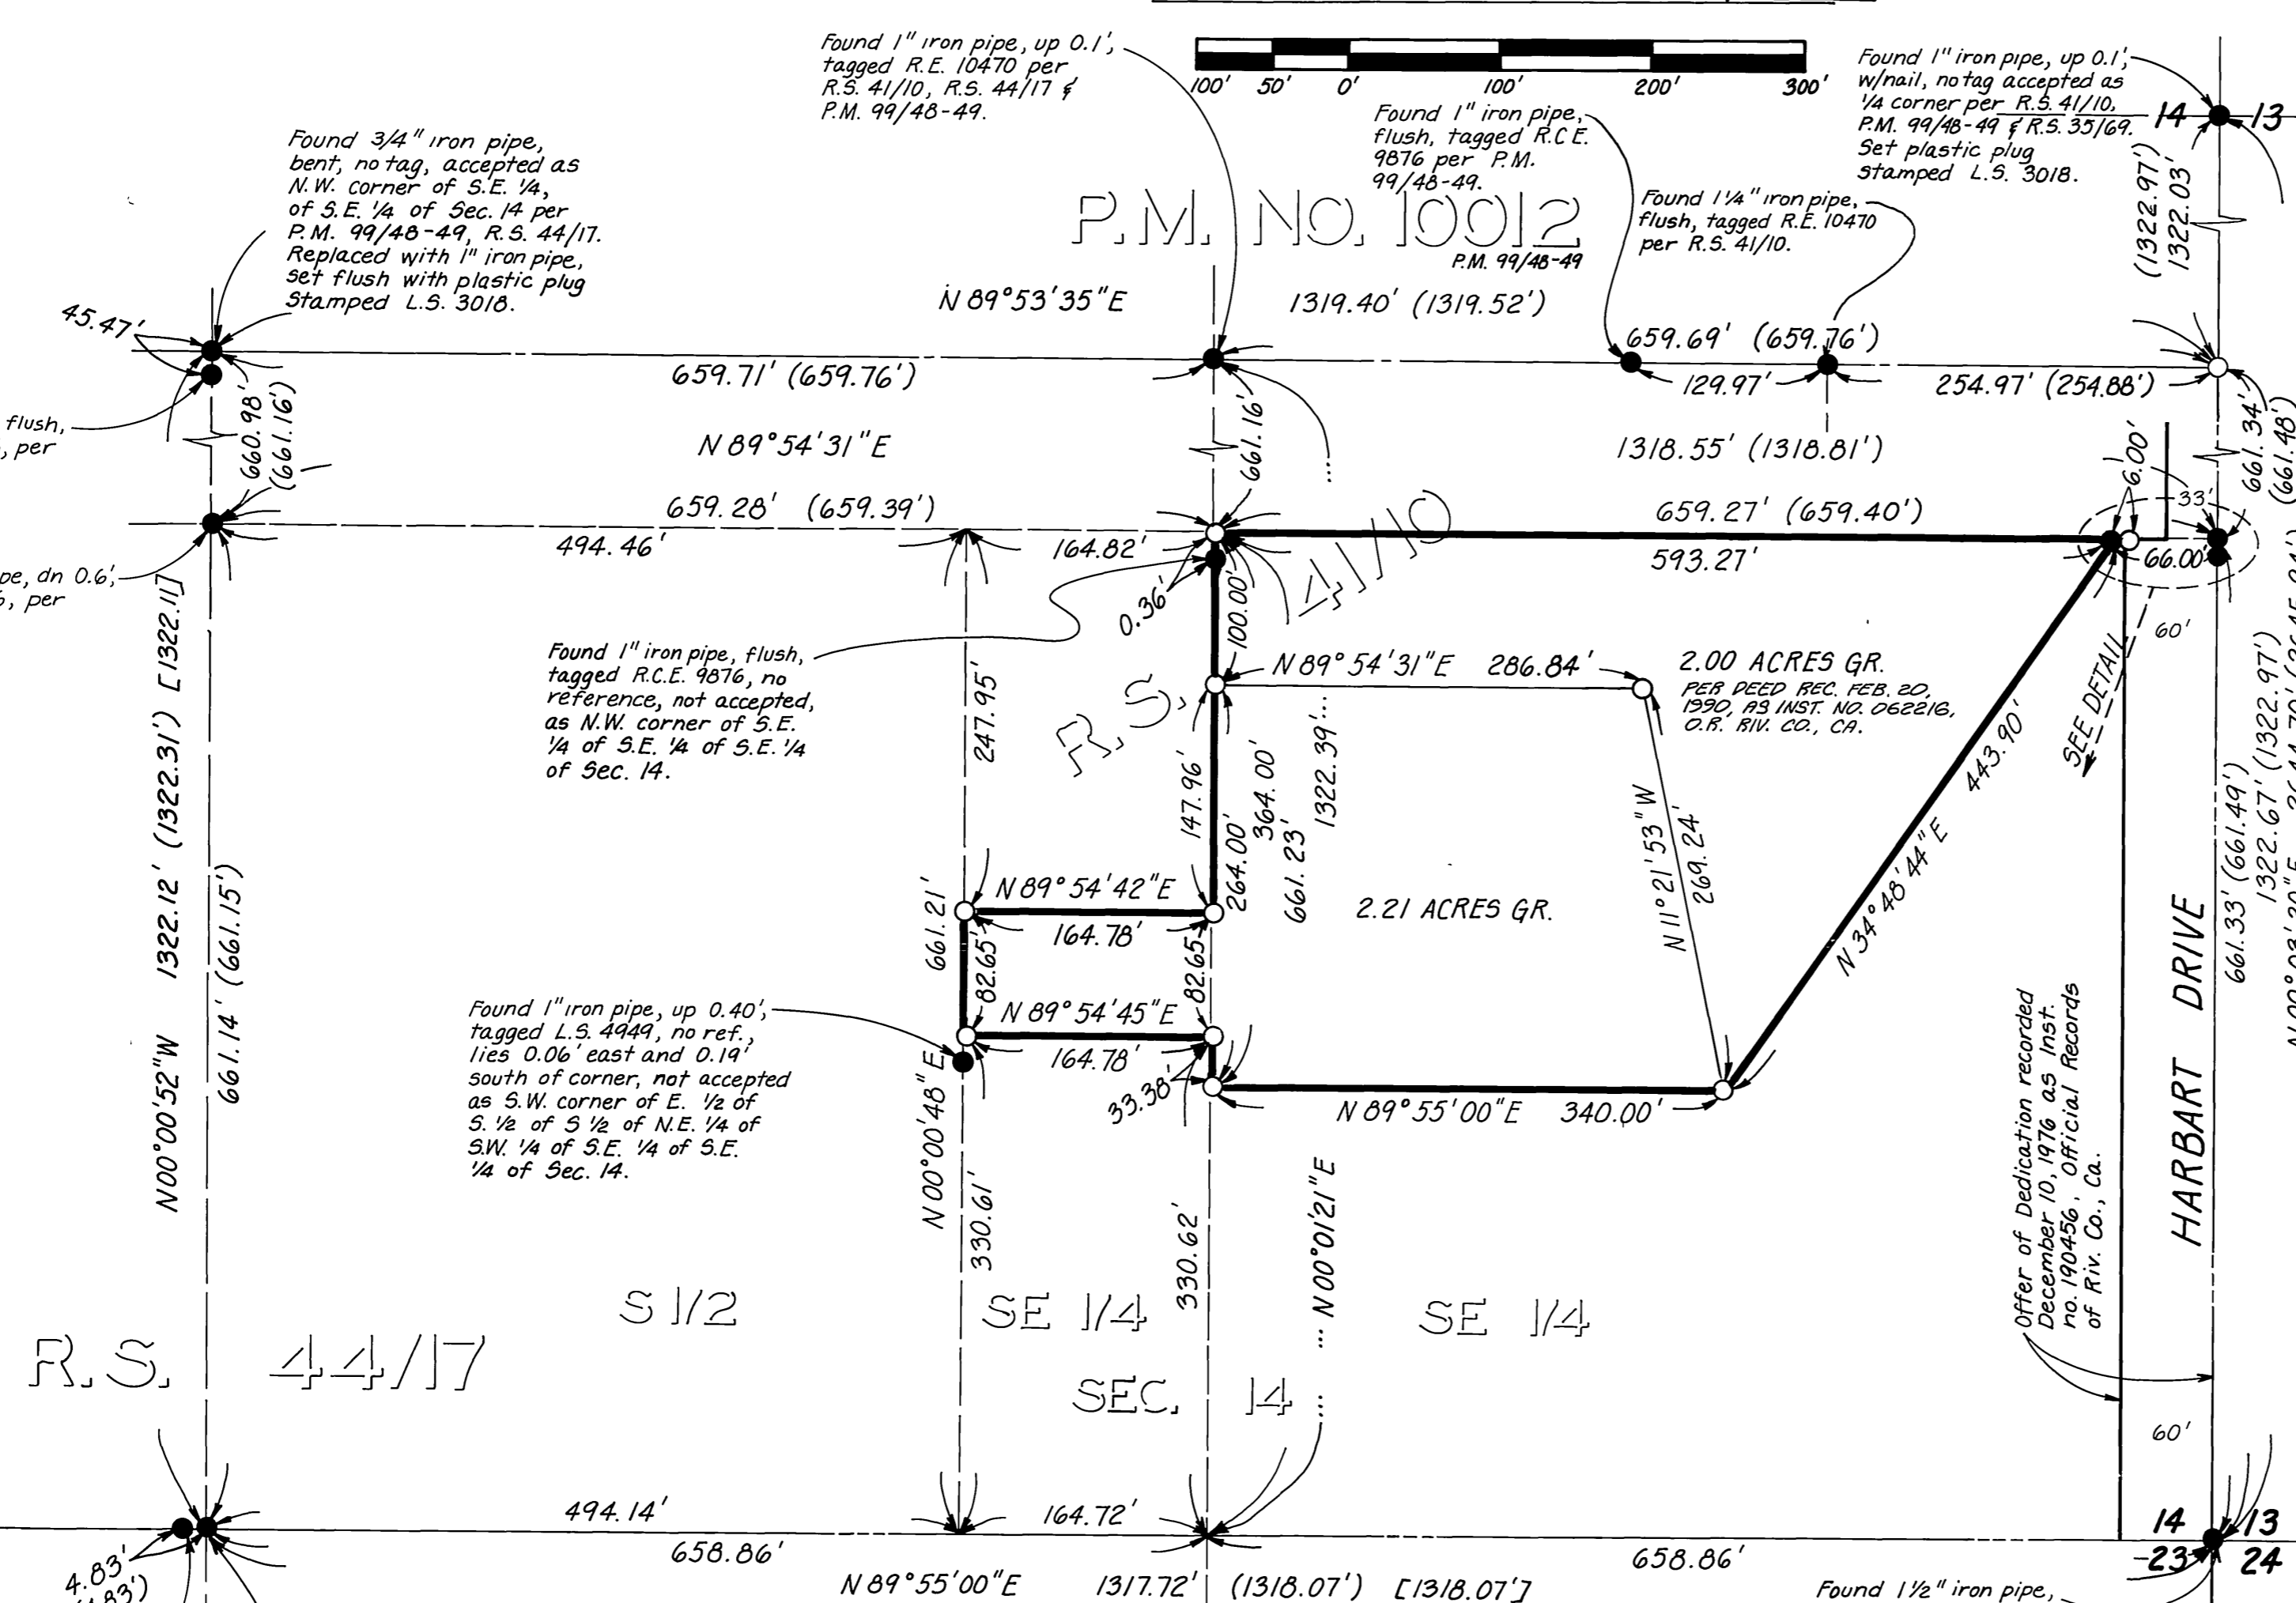 Found 1" iron pipe, up 0.1',
tagged R.E. 10470 per
R.S. 41/10, R.S. 44/17 &
P.M. 99/48-49.
100' 50' 0' 100' 200' 300'
Found 1" iron pipe, up 0.1',
w/nail, no tag accepted as
1/4 corner per R.S. 41/10,
P.M. 99/48-49 & R.S. 35/69.
Set plastic plug
stamped L.S. 3018.
14 13
Found 1" iron pipe,
flush, tagged R.C.E.
9876 per P.M.
99/48-49.
Found 3/4" iron pipe,
bent, no tag, accepted as
N.W. corner of S.E. 1/4,
of S.E. 1/4 of Sec. 14 per
P.M. 99/48-49, R.S. 44/17.
Replaced with 1" iron pipe,
set flush with plastic plug
Stamped L.S. 3018.
Found 1 1/4" iron pipe,
flush, tagged R.E. 10470
per R.S. 41/10.
P.M. NO. 10012
P.M. 99/48-49
(1322.97')
1322.03'
N 89°53'35"E 1319.40' (1319.52')
45.47'
659.69' (659.76')
659.71' (659.76')
129.97'
254.97' (254.88')
660.98'
(661.16')
flush,
, per
N 89°54'31"E
661.16'
1318.55' (1318.81')
6.00'
661.34'
(661.48')
659.28' (659.39')
659.27' (659.40')
33'
494.46'
164.82'
593.27'
66.00'
pe, dn 0.6',
, per
0.36'
100.00'
R.S. 41/10
60'
Found 1" iron pipe, flush,
tagged R.C.E. 9876, no
reference, not accepted,
as N.W. corner of S.E.
1/4 of S.E. 1/4 of S.E. 1/4
of Sec. 14.
247.95'
N 89°54'31"E 286.84'
2.00 ACRES GR.
PER DEED REC. FEB. 20,
1990, AS INST. NO. 062216,
O.R. RIV. CO., CA.
SEE DETAIL
N00°00'52"W 1322.12' (1322.31') [1322.11]
661.14' (661.15')
147.96'
264.00'
364.00'
661.23'
1322.39'...
N 11°21'53"W
269.24'
443.90'
N 34°48'44"E
661.33' (661.49')
1322.67' (1322.97')
661.21'
N 89°54'42"E
164.78'
2.21 ACRES GR.
82.65'
82.65'
N 89°54'45"E
164.78'
Found 1" iron pipe, up 0.40',
tagged L.S. 4949, no ref.,
lies 0.06' east and 0.19'
south of corner, not accepted
as S.W. corner of E. 1/2 of
S. 1/2 of S 1/2 of N.E. 1/4 of
S.W. 1/4 of S.E. 1/4 of S.E.
1/4 of Sec. 14.
33.38'
N 89°55'00"E 340.00'
N 00°00'48"E
330.61'
330.62'
... N 00°01'21"E
Offer of Dedication recorded
December 10, 1976 as Inst.
no. 190456, Official Records
of Riv. Co., Ca.
HARBART DRIVE
S 1/2 SE 1/4 SE 1/4
R.S. 44/17
SEC. 14
60'
494.14'
164.72'
658.86'
658.86'
14 13
23 24
4.83'
N 89°55'00"E 1317.72' (1318.07') [1318.07']
Found 1 1/2" iron pipe,